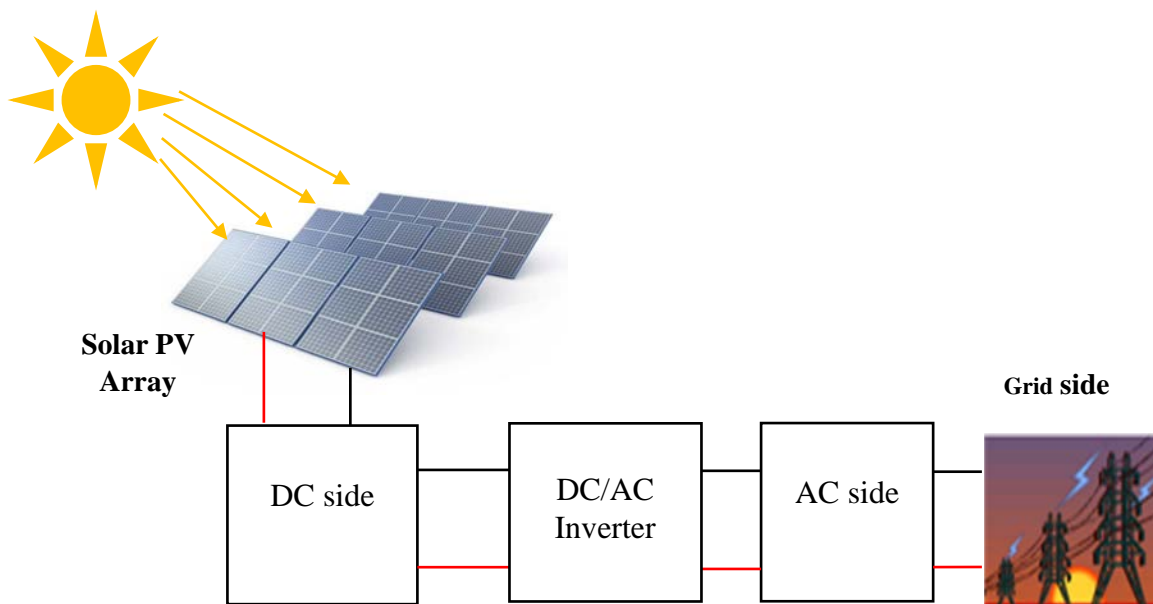 Solar PV
Array
Grid side
DC side
DC/AC
Inverter
AC side